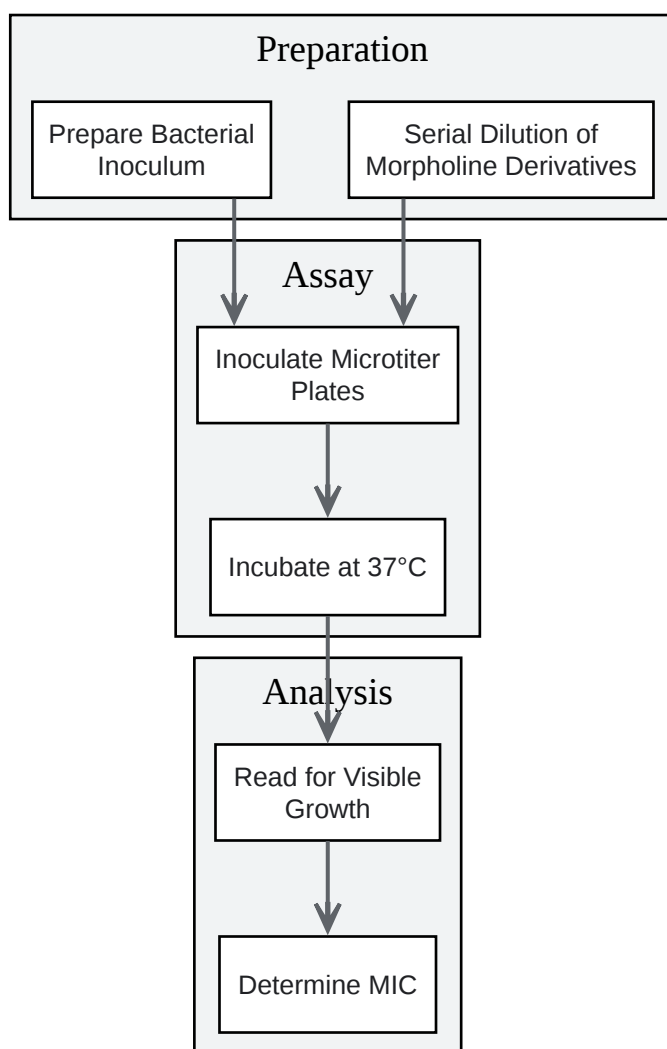 Preparation
Prepare Bacterial
Inoculum
Serial Dilution of
Morpholine Derivatives
Assay
Inoculate Microtiter
Plates
Incubate at 37°C
Analysis
Read for Visible
Growth
Determine MIC